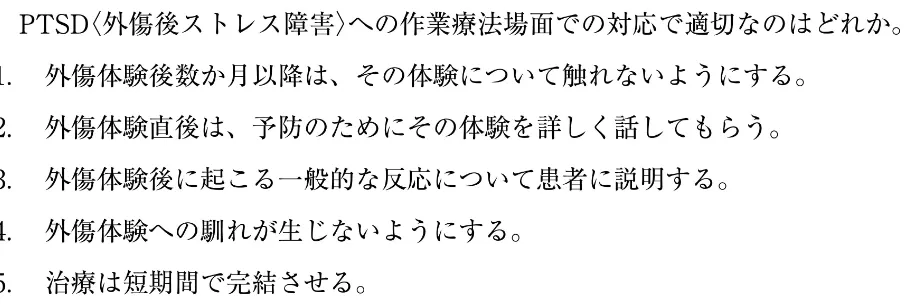 PTSD〈外傷後ストレス障害〉への作業療法場面での対応で適切なのはどれか。
1. 外傷体験後数か月以降は、その体験について触れないようにする。
2. 外傷体験直後は、予防のためにその体験を詳しく話してもらう。
3. 外傷体験後に起こる一般的な反応について患者に説明する。
4. 外傷体験への馴れが生じないようにする。
5. 治療は短期間で完結させる。